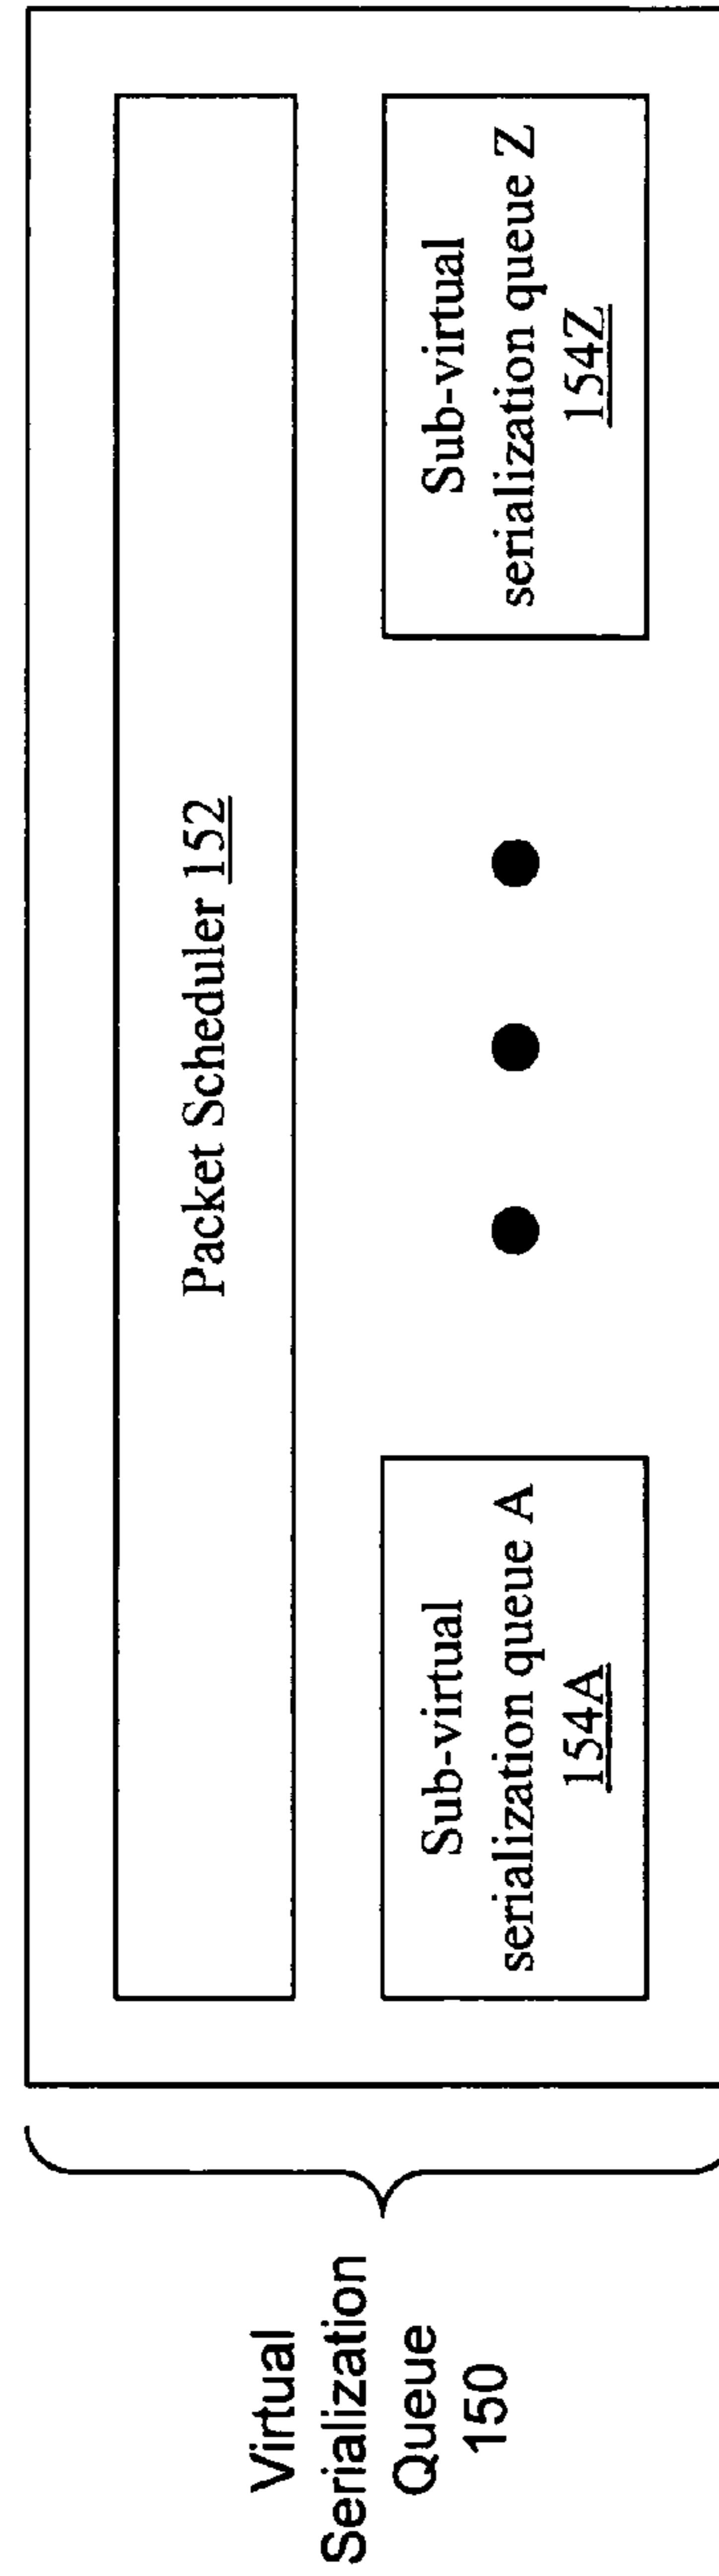 Virtual
Serialization
Queue
150
Packet Scheduler 152
Sub-virtual
serialization queue A
154A
Sub-virtual
serialization queue Z
154Z